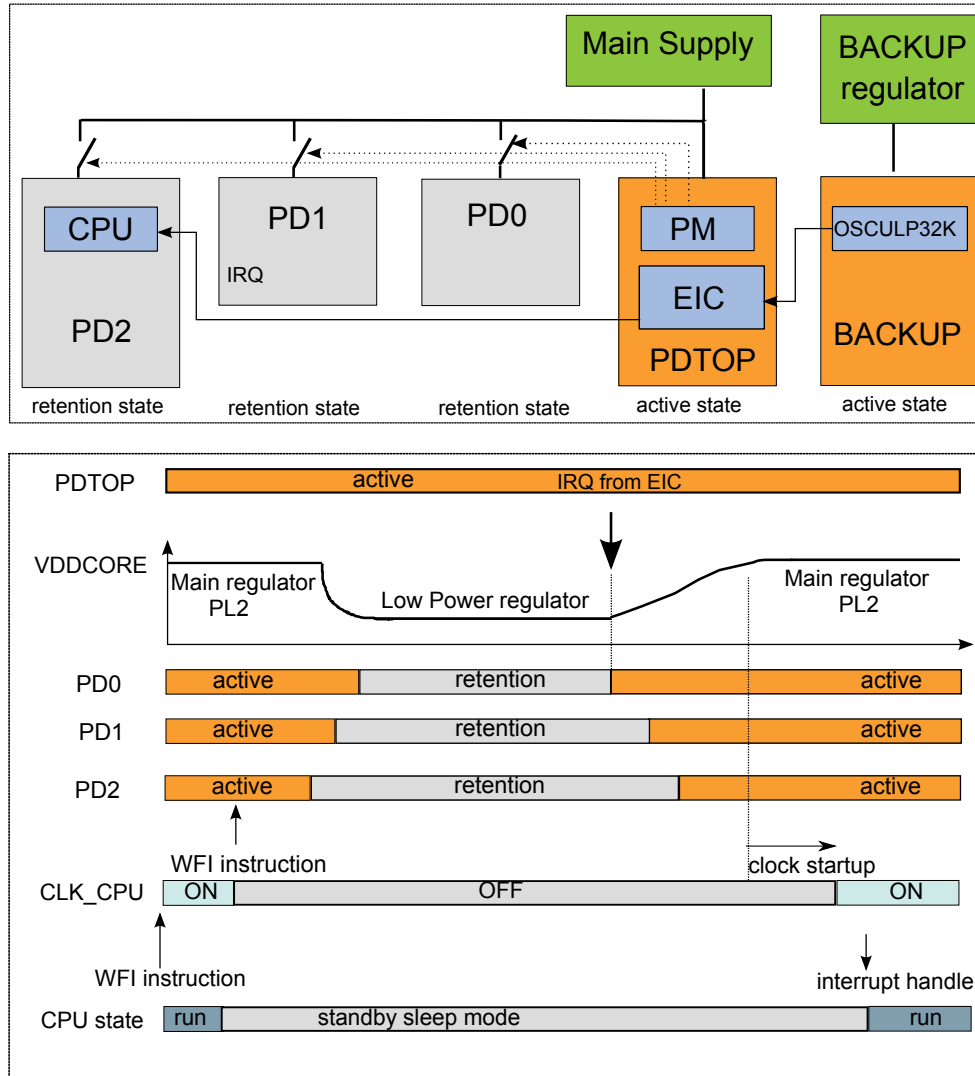 Main Supply
BACKUP
regulator
CPU
PD2
PD1
IRQ
PD0
PM
EIC
PDTOP
OSCULP32K
BACKUP
retention state
retention state
retention state
active state
active state
PDTOP
active
IRQ from EIC
VDDCORE
Main regulator
PL2
Low Power regulator
Main regulator
PL2
PD0
active
retention
active
PD1
active
retention
active
PD2
active
retention
active
WFI instruction
clock startup
CLK_CPU
ON
OFF
ON
WFI instruction
interrupt handle
CPU state
run
standby sleep mode
run